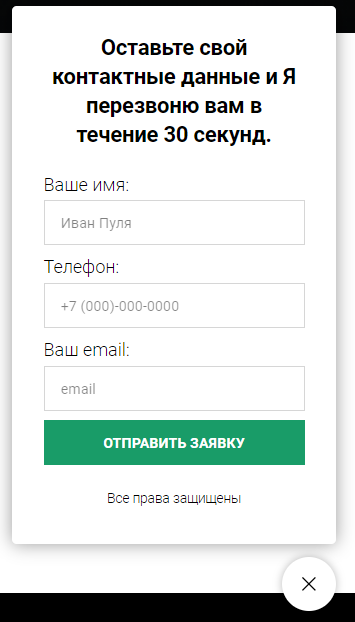 Оставьте свой
контактные данные и Я
перезвоню вам в
течение 30 секунд.
Ваше имя:
Иван Пуля
Телефон:
+7 (000)-000-0000
Ваш email:
email
ОТПРАВИТЬ ЗАЯВКУ
Все права защищены